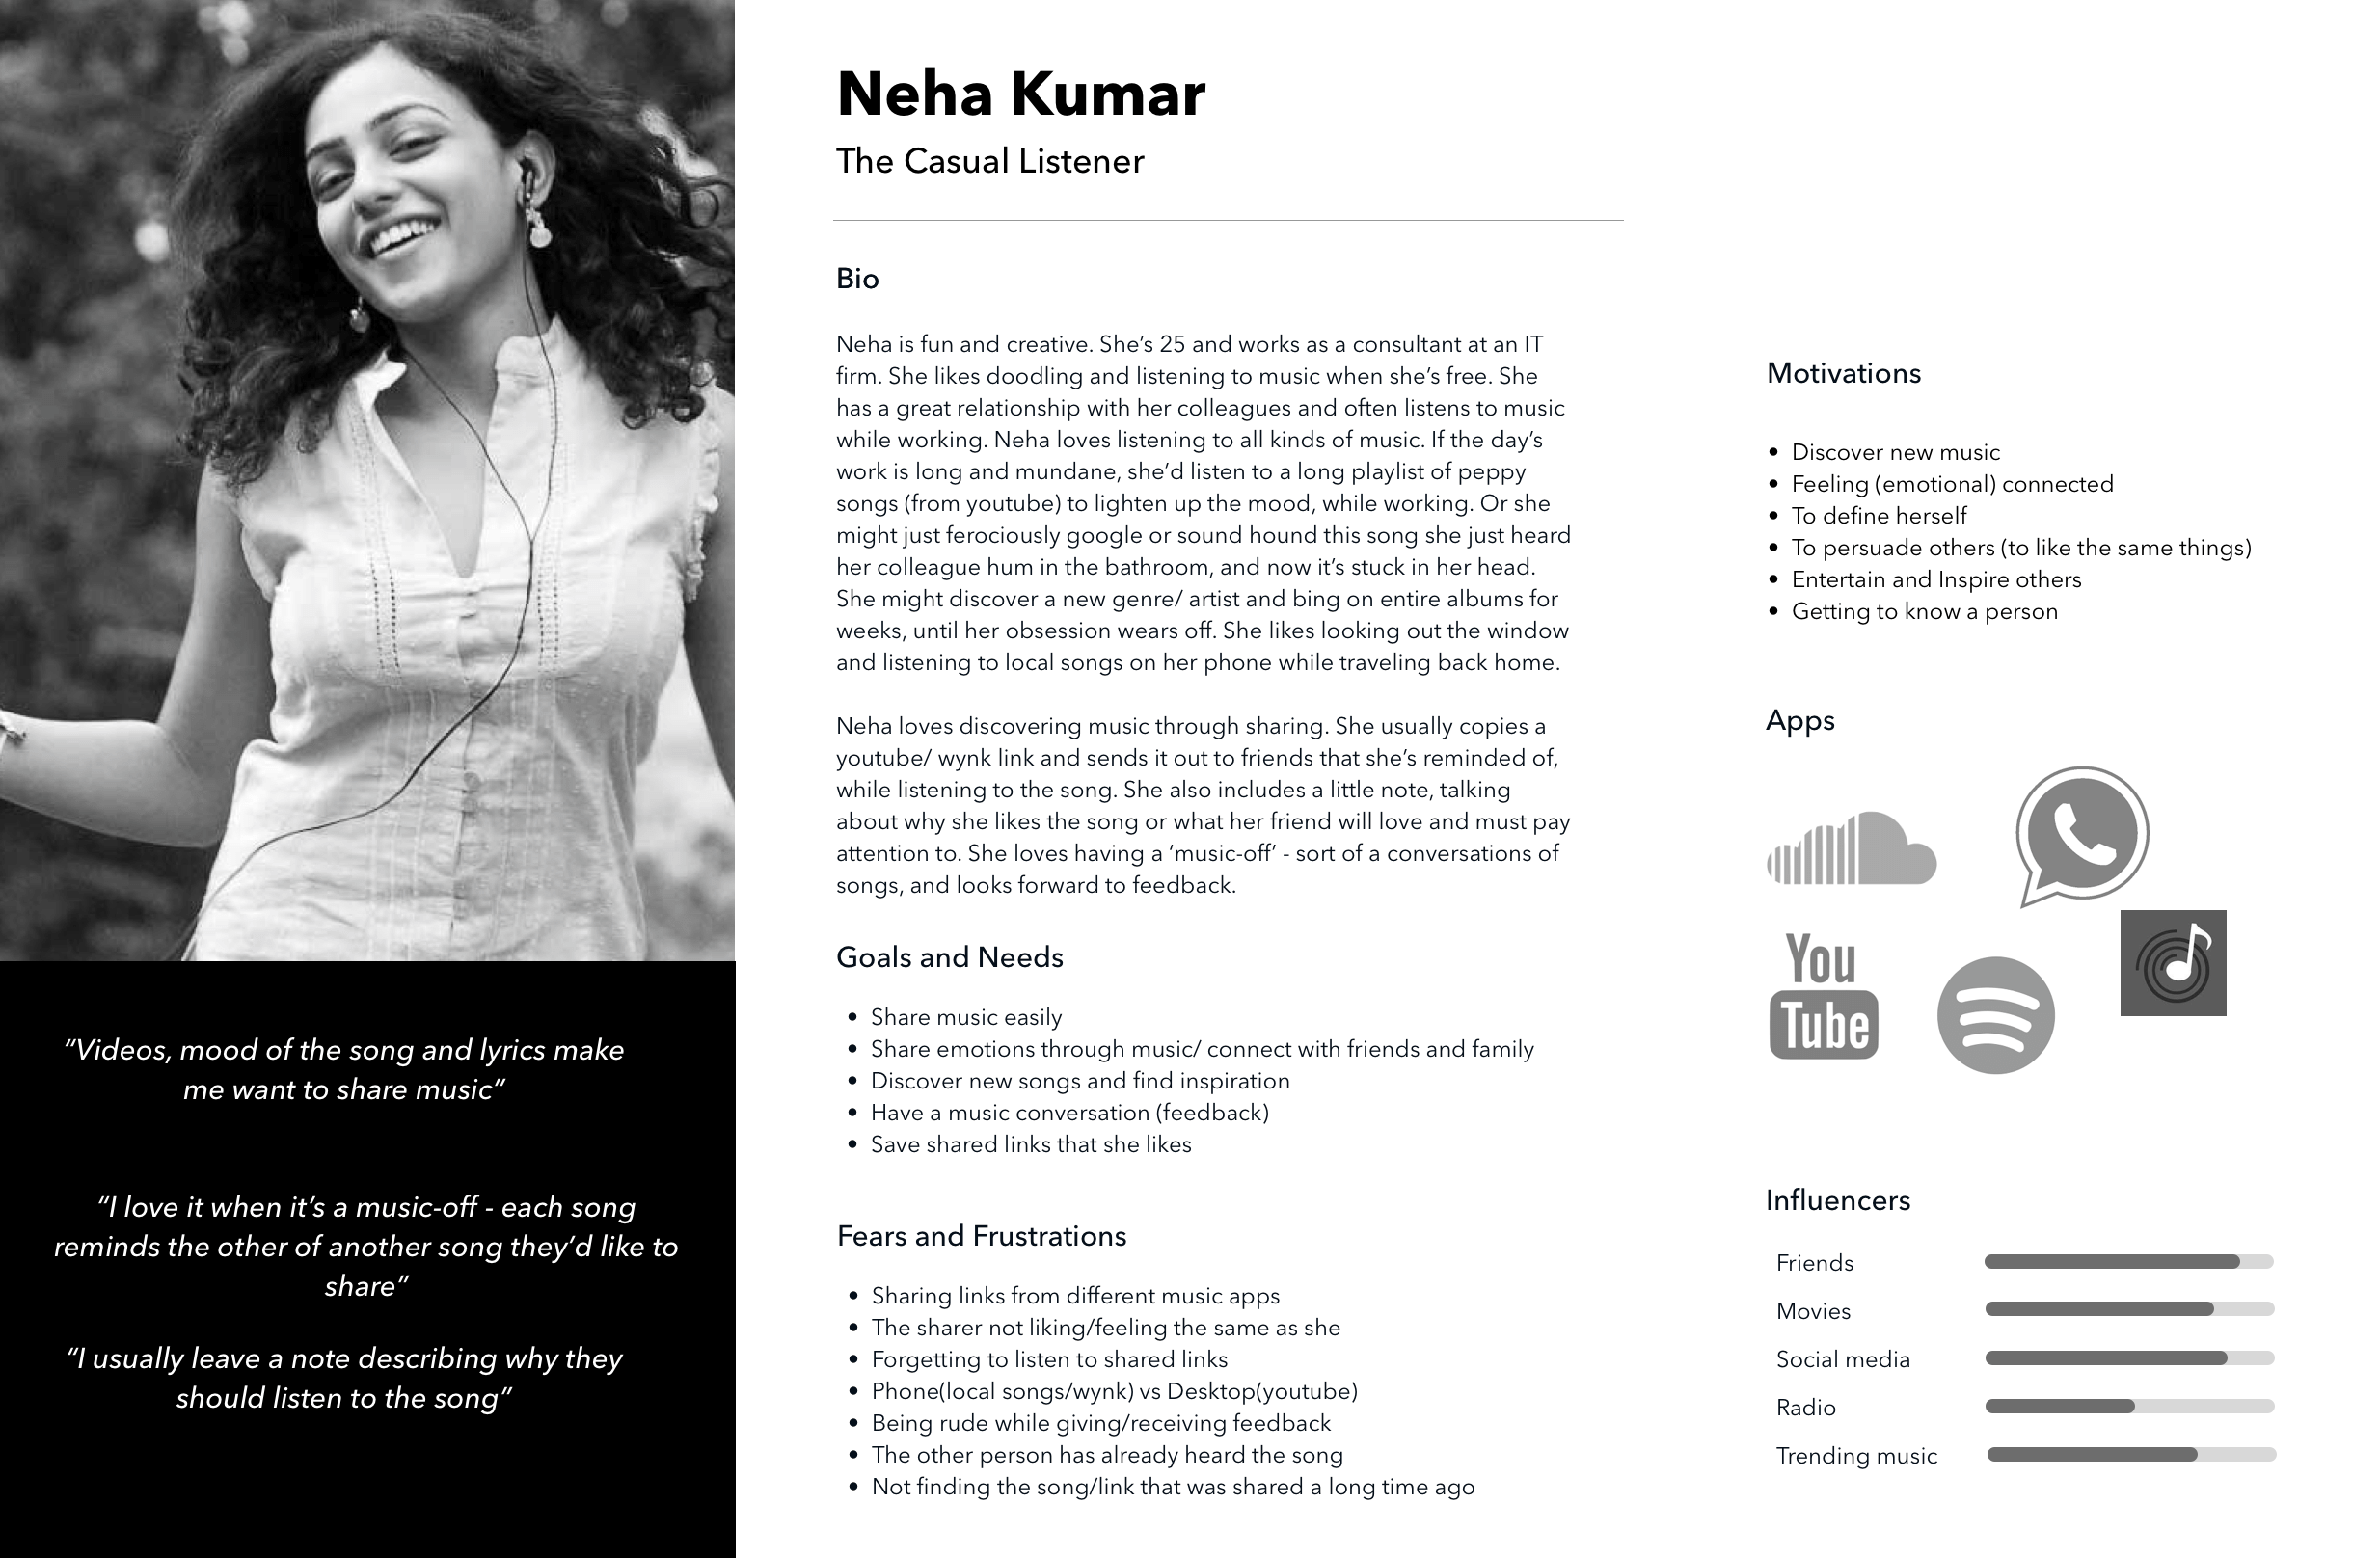 Neha Kumar
The Casual Listener
Bio
Neha is fun and creative. She’s 25 and works as a consultant at an IT
firm. She likes doodling and listening to music when she’s free. She
has a great relationship with her colleagues and often listens to music
while working. Neha loves listening to all kinds of music. If the day’s
work is long and mundane, she’d listen to a long playlist of peppy
songs (from youtube) to lighten up the mood, while working. Or she
might just ferociously google or sound hound this song she just heard
her colleague hum in the bathroom, and now it’s stuck in her head.
She might discover a new genre/ artist and bing on entire albums for
weeks, until her obsession wears off. She likes looking out the window
and listening to local songs on her phone while traveling back home.
Neha loves discovering music through sharing. She usually copies a
youtube/ wynk link and sends it out to friends that she’s reminded of,
while listening to the song. She also includes a little note, talking
about why she likes the song or what her friend will love and must pay
attention to. She loves having a ‘music-off’ - sort of a conversations of
songs, and looks forward to feedback.
Goals and Needs
• Share music easily
• Share emotions through music/ connect with friends and family
• Discover new songs and find inspiration
• Have a music conversation (feedback)
• Save shared links that she likes
Fears and Frustrations
• Sharing links from different music apps
• The sharer not liking/feeling the same as she
• Forgetting to listen to shared links
• Phone(local songs/wynk) vs Desktop(youtube)
• Being rude while giving/receiving feedback
• The other person has already heard the song
• Not finding the song/link that was shared a long time ago
Motivations
• Discover new music
• Feeling (emotional) connected
• To define herself
• To persuade others (to like the same things)
• Entertain and Inspire others
• Getting to know a person
Apps
You
Tube
Influencers
Friends
Movies
Social media
Radio
Trending music
“Videos, mood of the song and lyrics make
me want to share music”
“I love it when it’s a music-off - each song
reminds the other of another song they’d like to
share”
“I usually leave a note describing why they
should listen to the song”